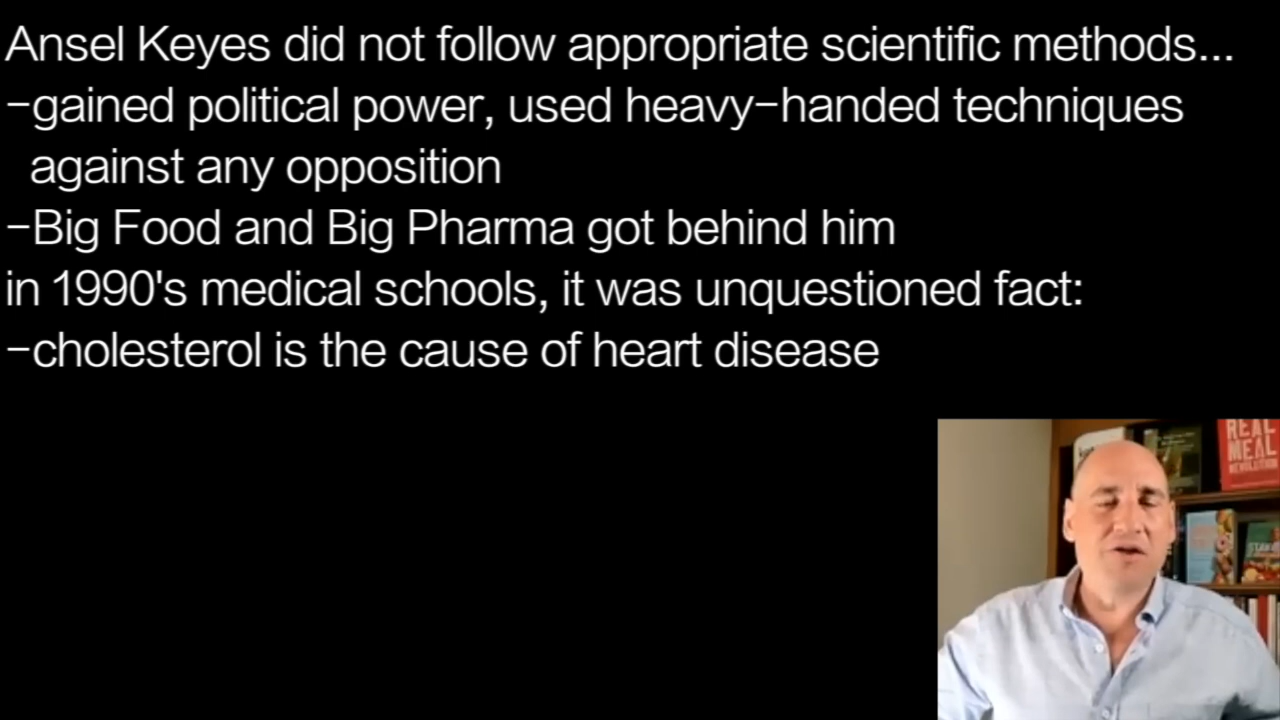 Ansel Keyes did not follow appropriate scientific methods...
-gained political power, used heavy-handed techniques
against any opposition
-Big Food and Big Pharma got behind him
in 1990's medical schools, it was unquestioned fact:
-cholesterol is the cause of heart disease
REAL
MEAL
REVOLUTION